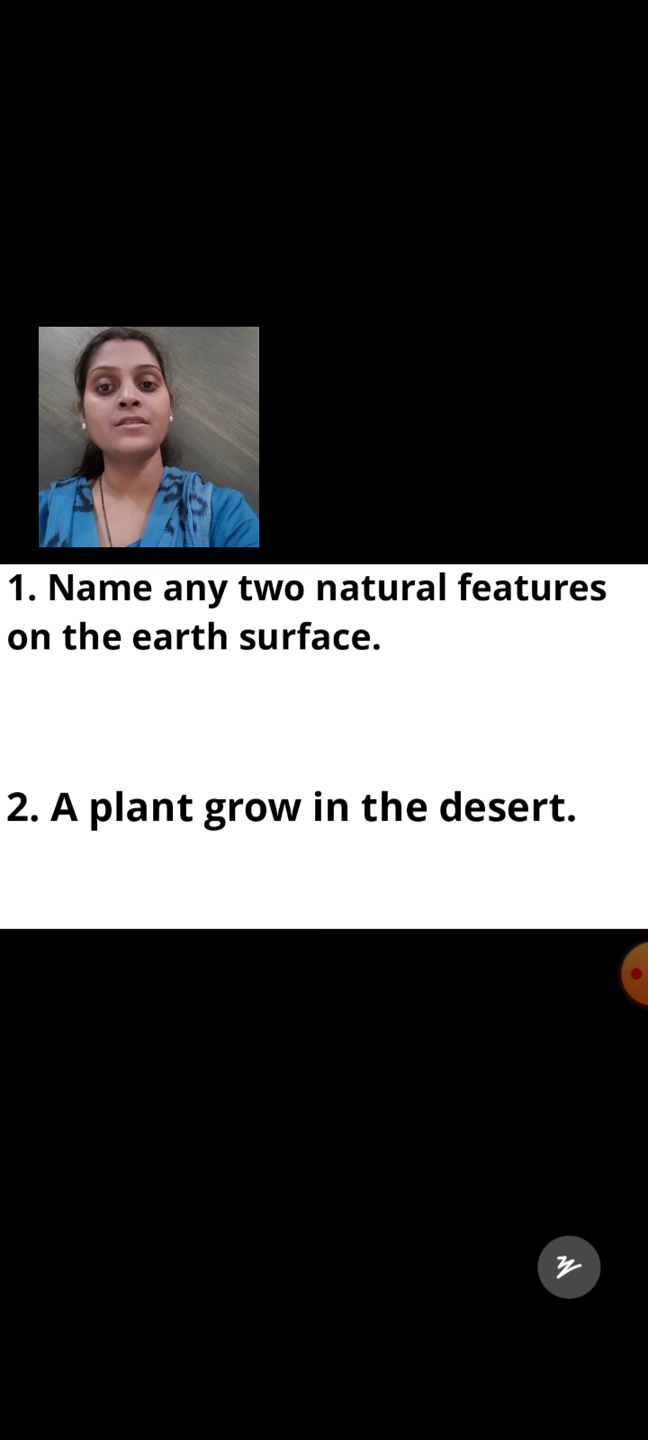 1. Name any two natural features
on the earth surface.
2. A plant grow in the desert.